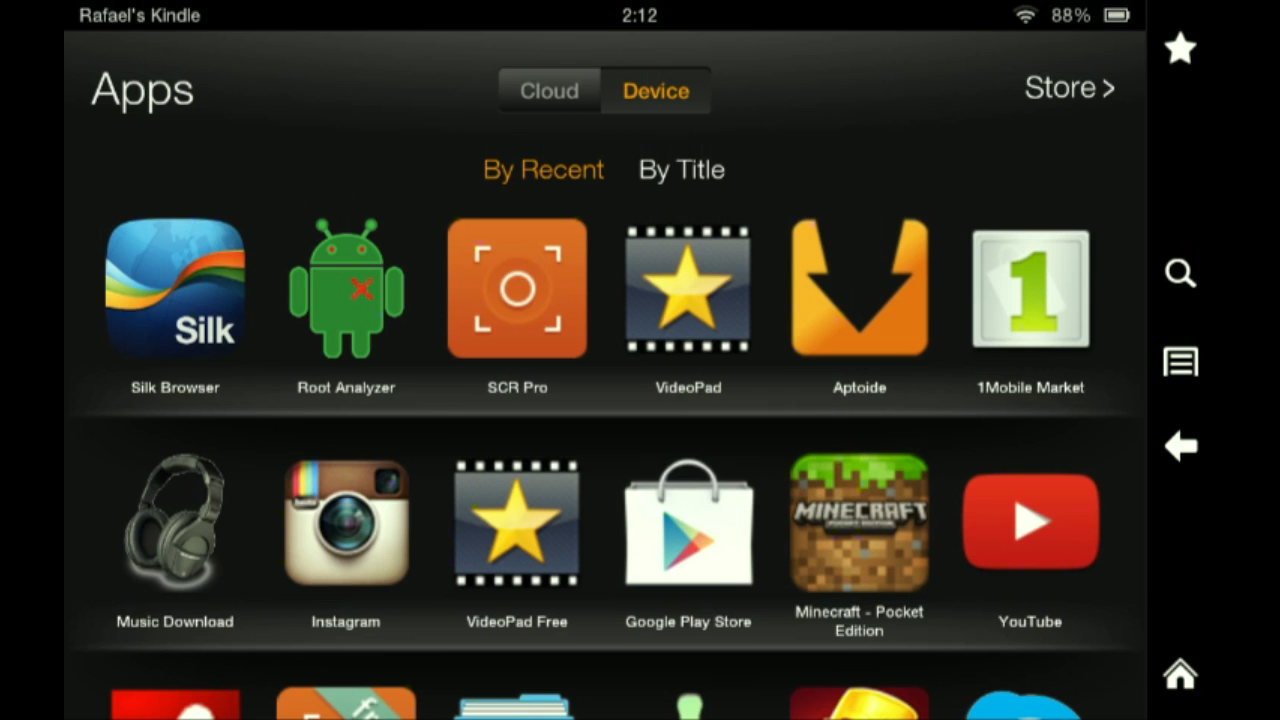 Rafael's Kindle 2:12 88%
Apps Cloud Device Store >
By Recent By Title
Silk
1
Silk Browser Root Analyzer SCR Pro VideoPad Aptoide 1Mobile Market
MINECRAFT
Music Download Instagram VideoPad Free Google Play Store Minecraft - Pocket Edition YouTube